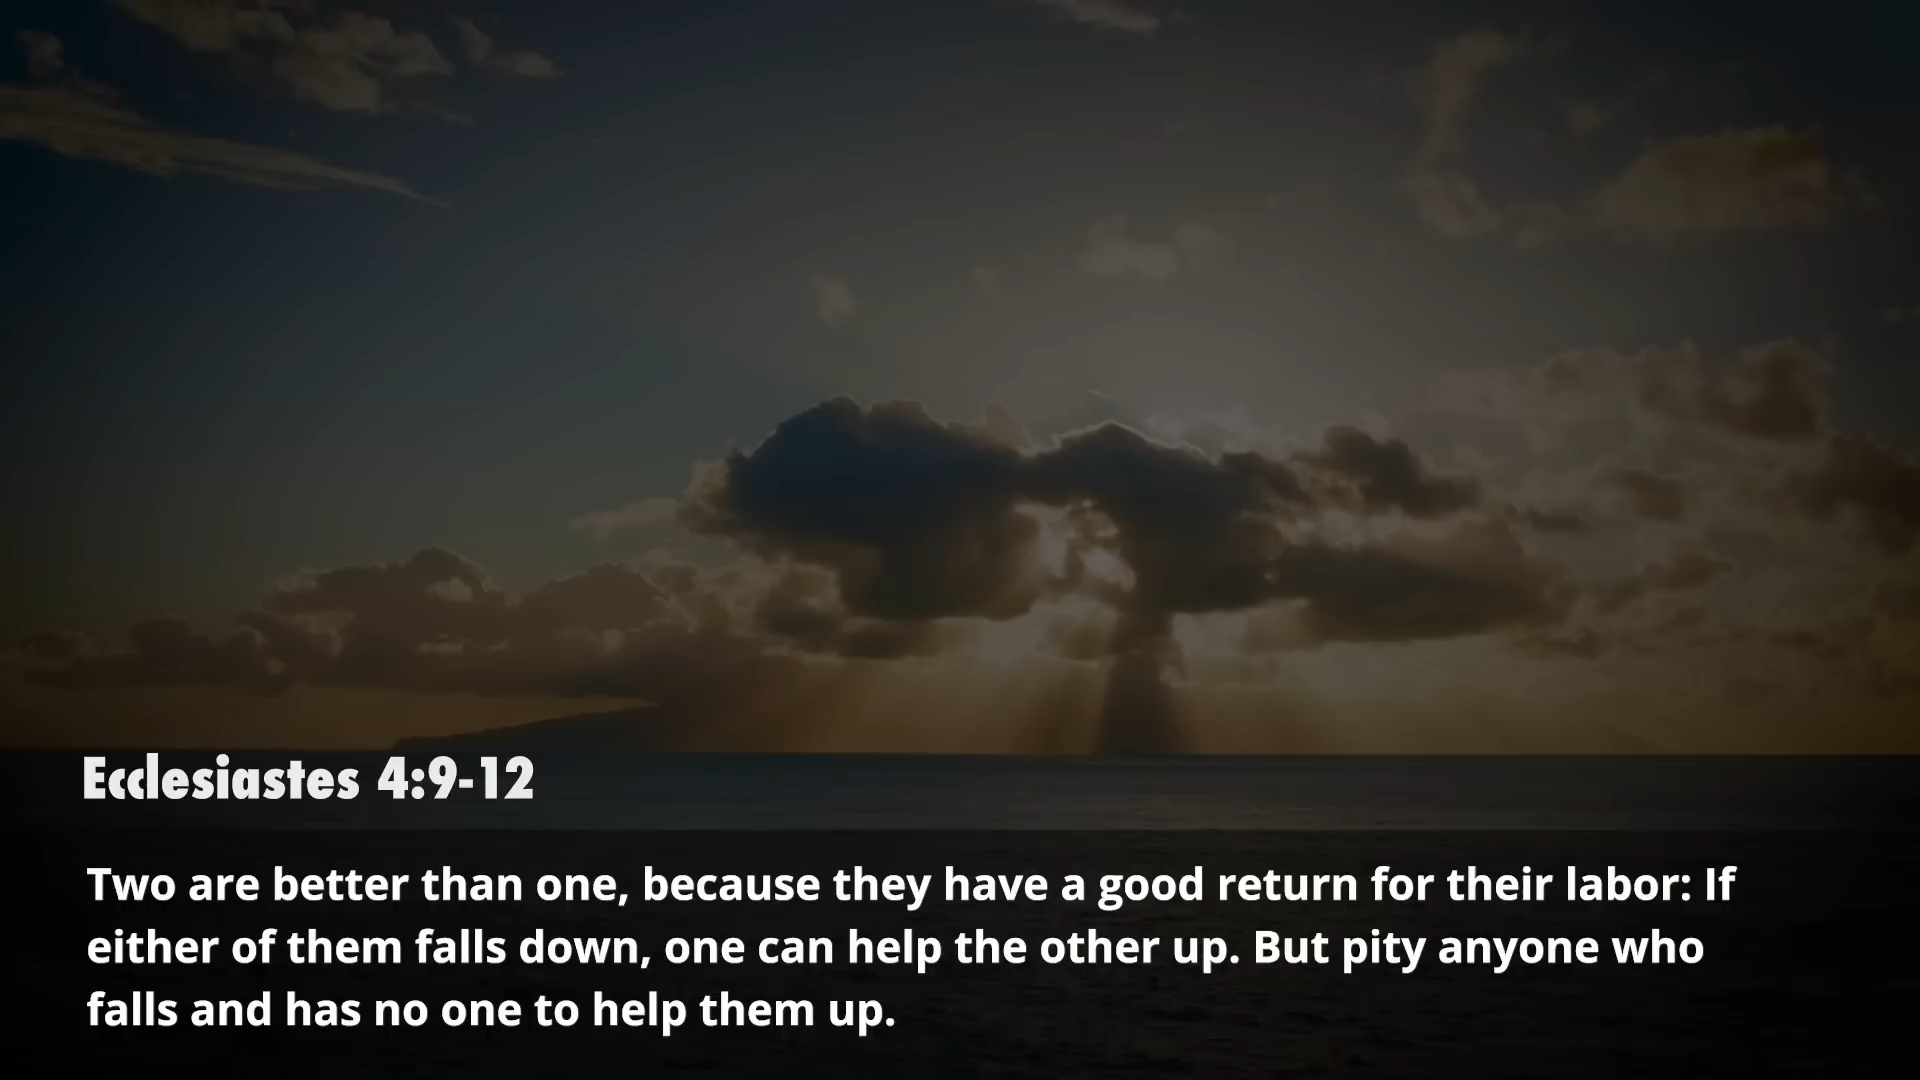 Ecclesiastes 4:9-12
Two are better than one, because they have a good return for their labor: If
either of them falls down, one can help the other up. But pity anyone who
falls and has no one to help them up.